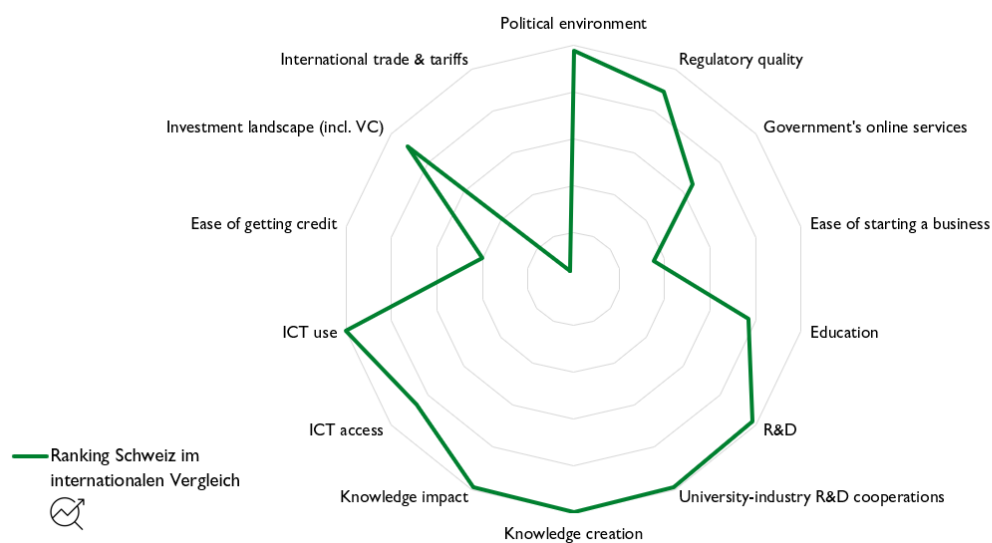 Political environment
International trade & tariffs
Regulatory quality
Investment landscape (incl. VC)
Government's online services
Ease of getting credit
Ease of starting a business
ICT use
Education
ICT access
R&D
Ranking Schweiz im
internationalen Vergleich
Knowledge impact
University-industry R&D cooperations
Knowledge creation